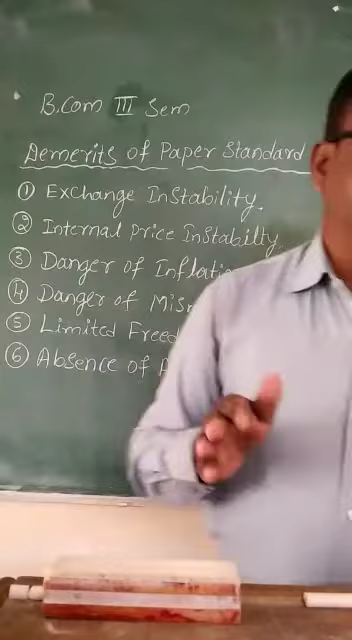 B.Com III Sem
Demerits of Paper Standard
① Exchange InStability.
② Internal Price InStabilty
③ Danger of
④ Danger of
⑤ Limited
⑥ Absence of